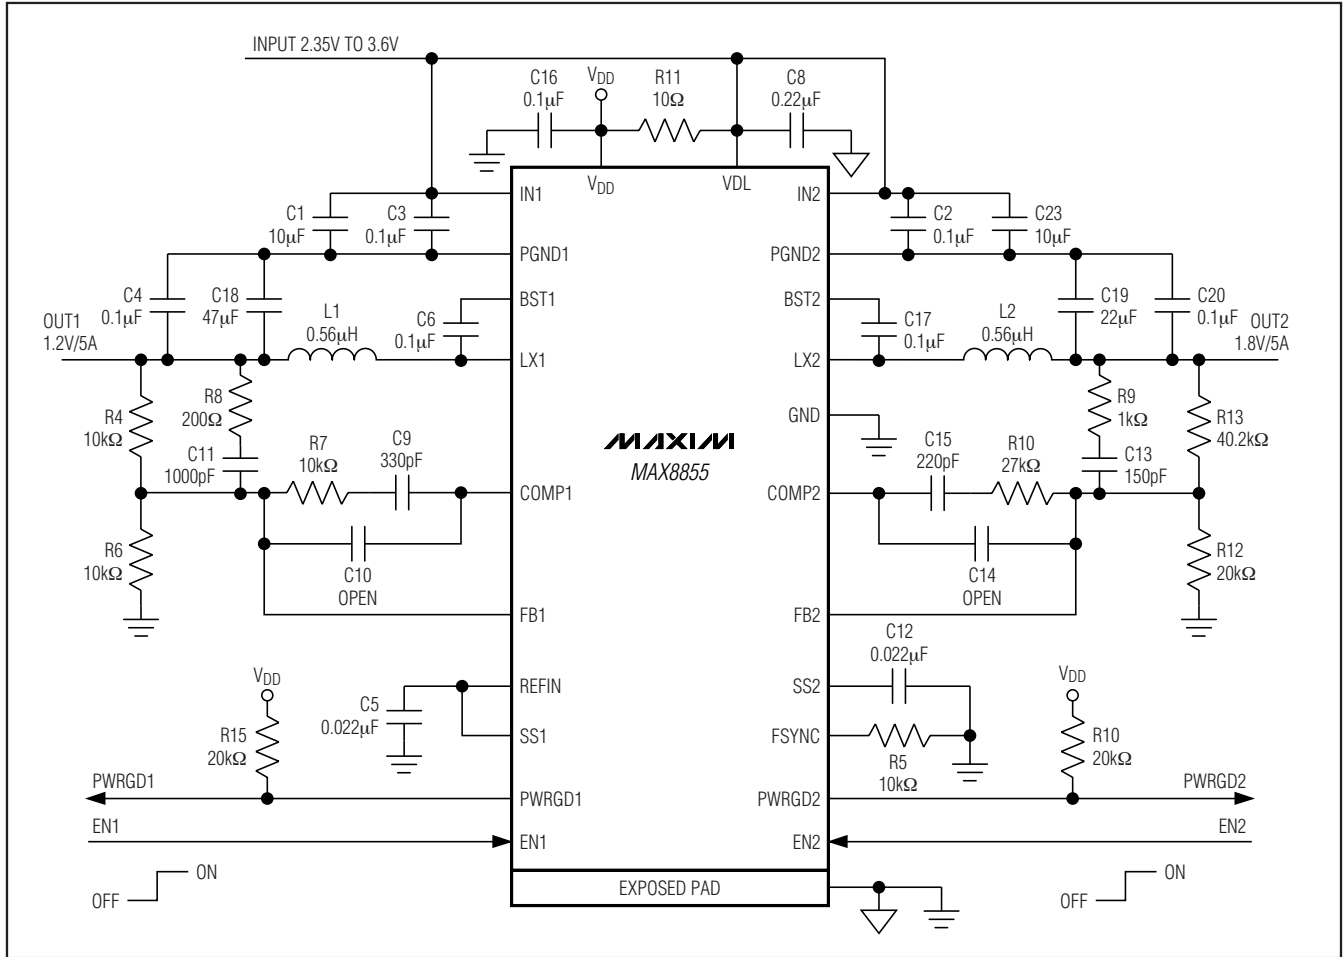 INPUT 2.35V TO 3.6V
C16
0.1µF
VDD
R11
10Ω
C8
0.22µF
IN1
VDD
VDL
IN2
C1
10µF
C3
0.1µF
C2
0.1µF
C23
10µF
PGND1
PGND2
C4
0.1µF
C18
47µF
BST1
BST2
C19
22µF
C20
0.1µF
OUT1
1.2V/5A
L1
0.56µH
C6
0.1µF
C17
0.1µF
L2
0.56µH
OUT2
1.8V/5A
LX1
LX2
R4
10kΩ
R8
200Ω
GND
R9
1kΩ
R13
40.2kΩ
C11
1000pF
R7
10kΩ
C9
330pF
MAXIM
MAX8855
C15
220pF
R10
27kΩ
C13
150pF
COMP1
COMP2
R6
10kΩ
C10
OPEN
C14
OPEN
R12
20kΩ
FB1
FB2
C12
0.022µF
VDD
REFIN
SS2
VDD
C5
0.022µF
R15
20kΩ
SS1
FSYNC
R5
10kΩ
R10
20kΩ
PWRGD1
PWRGD1
PWRGD2
PWRGD2
EN1
EN1
EN2
EN2
OFF
ON
EXPOSED PAD
OFF
ON